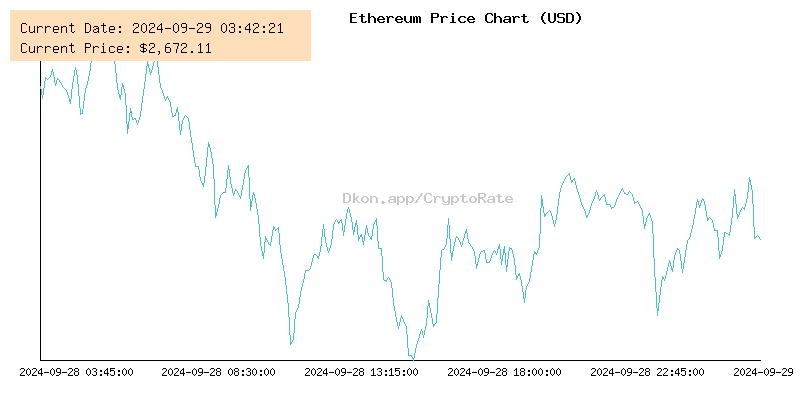 Ethereum Price Chart (USD)
Current Date: 2024-09-29 03:42:21
Current Price: $2,672.11
Dkon.app/CryptoRate
2024-09-28 03:45:00 2024-09-28 08:30:00 2024-09-28 13:15:00 2024-09-28 18:00:00 2024-09-28 22:45:00 2024-09-29